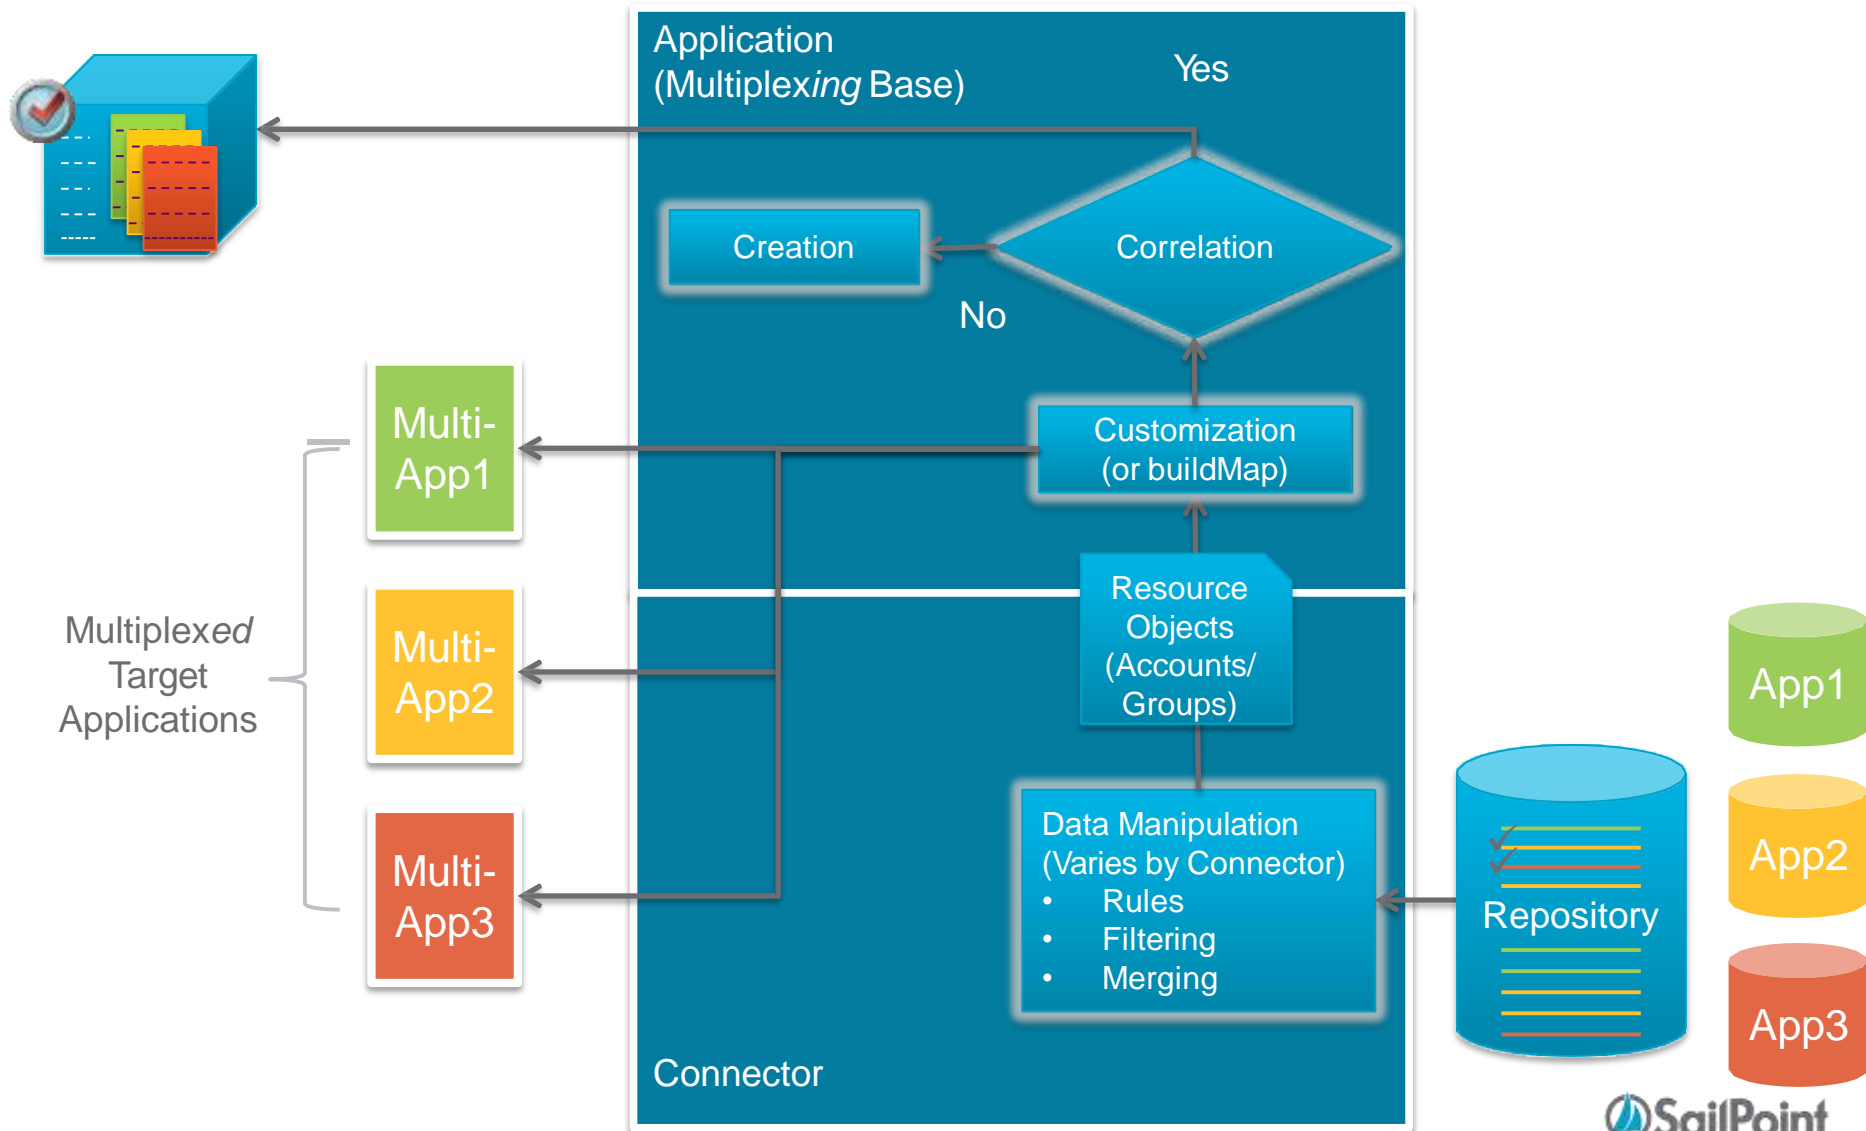 Application
(Multiplexing Base)
Yes
Creation
Correlation
No
Multi-
App1
Customization
(or buildMap)
Resource
Objects
(Accounts/
Groups)
Multiplexed
Target
Applications
Multi-
App2
App1
Multi-
App3
Data Manipulation
(Varies by Connector)
• Rules
• Filtering
• Merging
Repository
App2
App3
Connector
SailPoint